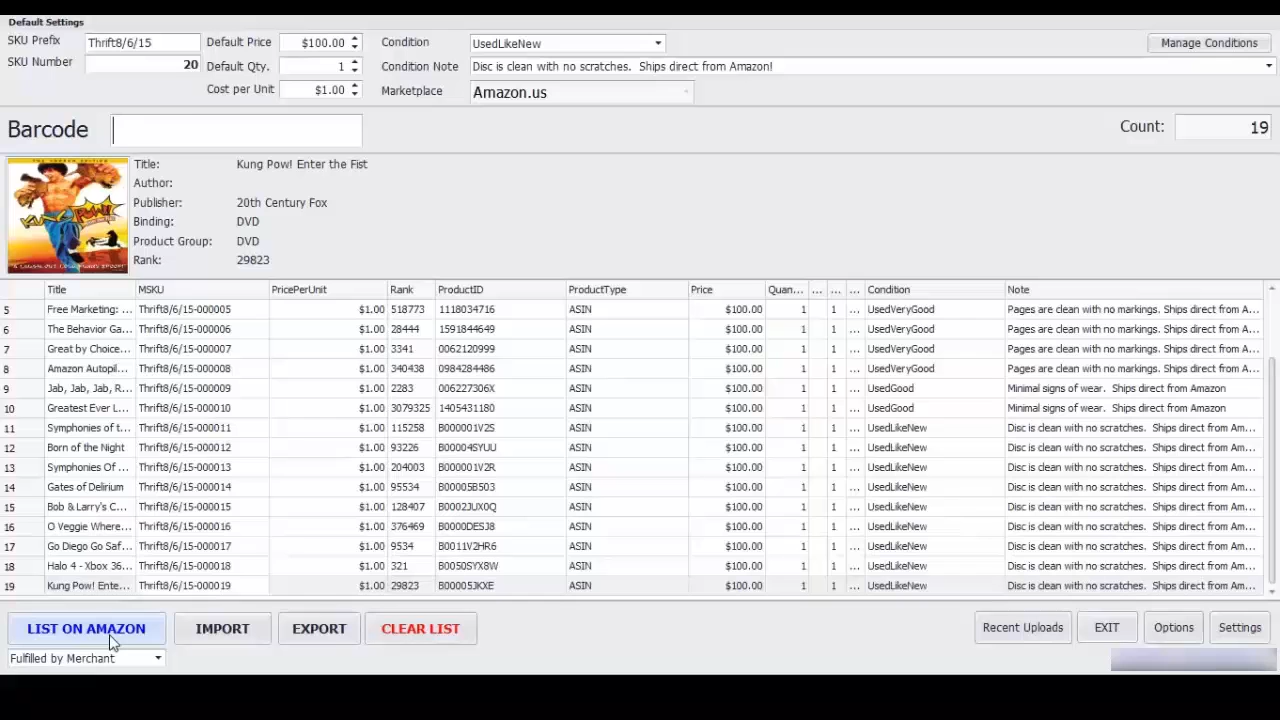 Default Settings
SKU Prefix Thrift8/6/15 Default Price $100.00 Condition UsedLikeNew Manage Conditions
SKU Number 20 Default Qty. 1 Condition Note Disc is clean with no scratches. Ships direct from Amazon!
Cost per Unit $1.00 Marketplace Amazon.us
Barcode Count: 19
Title: Kung Pow! Enter the Fist
Author:
Publisher: 20th Century Fox
Binding: DVD
Product Group: DVD
Rank: 29823
Title MSKU PricePerUnit Rank ProductID ProductType Price Quan... ... ... ... Condition Note
5 Free Marketing: ... Thrift8/6/15-000005 $1.00 518773 1118034716 ASIN $100.00 1 1 ... UsedVeryGood Pages are clean with no markings. Ships direct from A...
6 The Behavior Ga... Thrift8/6/15-000006 $1.00 28444 1591844649 ASIN $100.00 1 1 ... UsedVeryGood Pages are clean with no markings. Ships direct from A...
7 Great by Choice... Thrift8/6/15-000007 $1.00 3341 0062120999 ASIN $100.00 1 1 ... UsedVeryGood Pages are clean with no markings. Ships direct from A...
8 Amazon Autopil... Thrift8/6/15-000008 $1.00 340438 0984284486 ASIN $100.00 1 1 ... UsedVeryGood Pages are clean with no markings. Ships direct from A...
9 Jab, Jab, Jab, R... Thrift8/6/15-000009 $1.00 2283 006227306X ASIN $100.00 1 1 ... UsedGood Minimal signs of wear. Ships direct from Amazon
10 Greatest Ever L... Thrift8/6/15-000010 $1.00 3079325 1405431180 ASIN $100.00 1 1 ... UsedGood Minimal signs of wear. Ships direct from Amazon
11 Symphonies of t... Thrift8/6/15-000011 $1.00 115258 B000001V2S ASIN $100.00 1 1 ... UsedLikeNew Disc is clean with no scratches. Ships direct from Am...
12 Born of the Night Thrift8/6/15-000012 $1.00 93226 B00004SYUU ASIN $100.00 1 1 ... UsedLikeNew Disc is clean with no scratches. Ships direct from Am...
13 Symphonies Of ... Thrift8/6/15-000013 $1.00 204003 B000001V2R ASIN $100.00 1 1 ... UsedLikeNew Disc is clean with no scratches. Ships direct from Am...
14 Gates of Delirium Thrift8/6/15-000014 $1.00 95534 B00005B503 ASIN $100.00 1 1 ... UsedLikeNew Disc is clean with no scratches. Ships direct from Am...
15 Bob & Larry's C... Thrift8/6/15-000015 $1.00 128407 B0002JUX0Q ASIN $100.00 1 1 ... UsedLikeNew Disc is clean with no scratches. Ships direct from Am...
16 O Veggie Where... Thrift8/6/15-000016 $1.00 376469 B0000DESJ8 ASIN $100.00 1 1 ... UsedLikeNew Disc is clean with no scratches. Ships direct from Am...
17 Go Diego Go Saf... Thrift8/6/15-000017 $1.00 9534 B0011V2HR6 ASIN $100.00 1 1 ... UsedLikeNew Disc is clean with no scratches. Ships direct from Am...
18 Halo 4 - Xbox 36... Thrift8/6/15-000018 $1.00 321 B0050SYX8W ASIN $100.00 1 1 ... UsedLikeNew Disc is clean with no scratches. Ships direct from Am...
19 Kung Pow! Ente... Thrift8/6/15-000019 $1.00 29823 B00005JKXE ASIN $100.00 1 1 ... UsedLikeNew Disc is clean with no scratches. Ships direct from Am...
LIST ON AMAZON IMPORT EXPORT CLEAR LIST Recent Uploads EXIT Options Settings
Fulfilled by Merchant